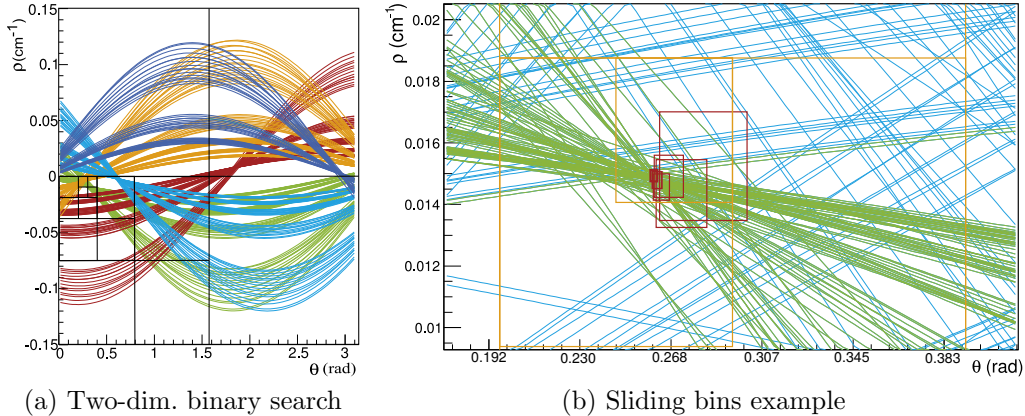 ρ(cm⁻¹)
0.15
0.1
0.05
0
-0.05
-0.1
-0.15
0 0.5 1 1.5 2 2.5 3
θ (rad)
(a) Two-dim. binary search
ρ (cm⁻¹)
0.02
0.018
0.016
0.014
0.012
0.01
0.192 0.230 0.268 0.307 0.345 0.383
θ (rad)
(b) Sliding bins example